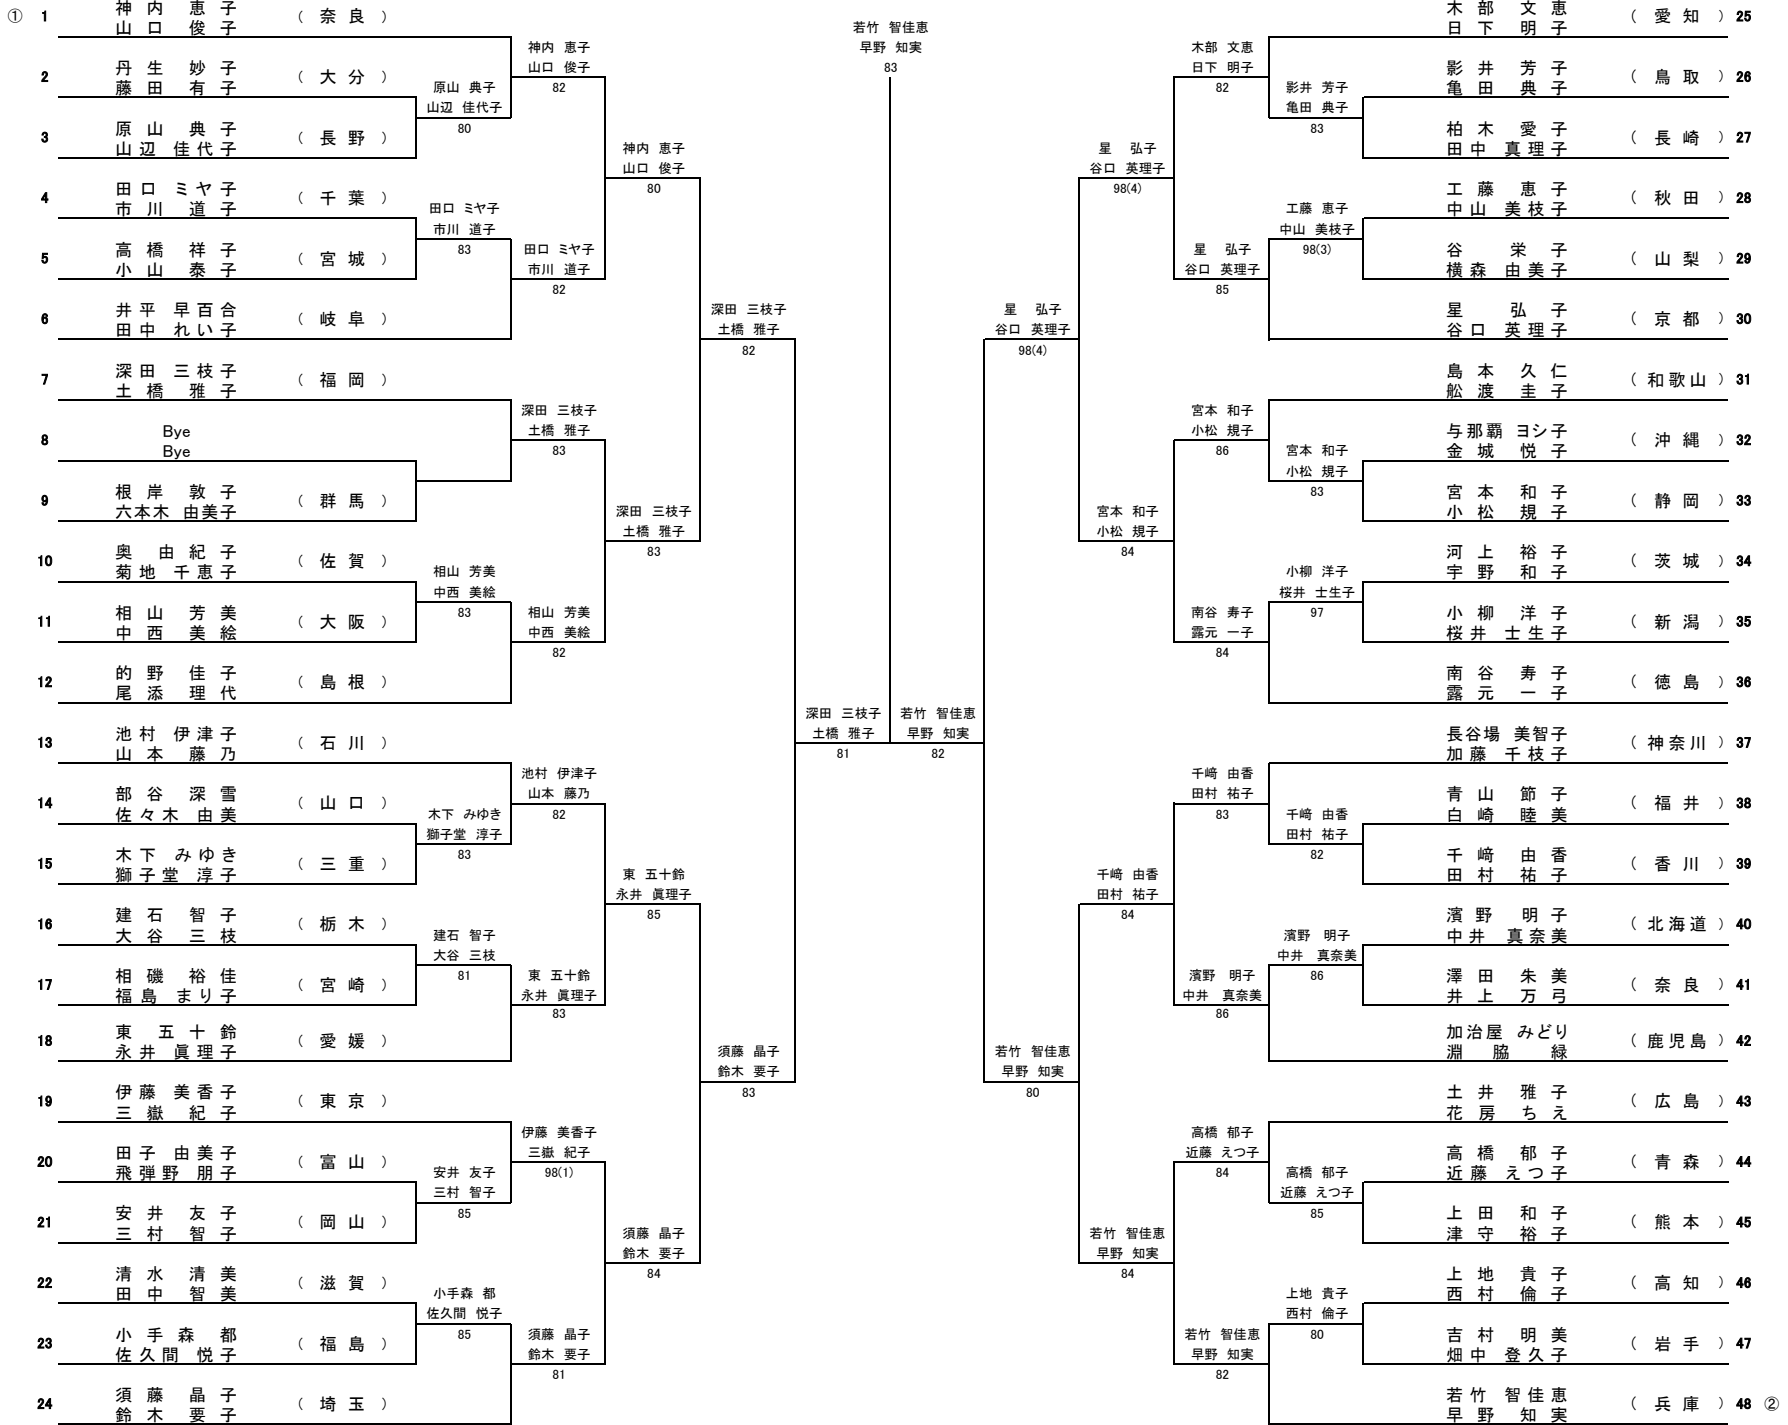 ① 1 神内 恵子 （ 奈良 ）
山口 俊子
2 丹生 妙子 （ 大分 ）
藤田 有子
3 原山 典子 （ 長野 ）
山辺 佳代子
4 田口 ミヤ子 （ 千葉 ）
市川 道子
5 高橋 祥子 （ 宮城 ）
小山 泰子
6 井平 早百合 （ 岐阜 ）
田中 れい子
7 深田 三枝子 （ 福岡 ）
土橋 雅子
8 Bye
Bye
9 根岸 敦子 （ 群馬 ）
六本木 由美子
10 奥 由紀子 （ 佐賀 ）
菊地 千恵子
11 相山 芳美 （ 大阪 ）
中西 美絵
12 的野 佳子 （ 島根 ）
尾添 理代
13 池村 伊津子 （ 石川 ）
山本 藤乃
14 部谷 深雪 （ 山口 ）
佐々木 由美
15 木下 みゆき （ 三重 ）
獅子堂 淳子
16 建石 智子 （ 栃木 ）
大谷 三枝
17 相磯 裕佳 （ 宮崎 ）
福島 まり子
18 東 五十鈴 （ 愛媛 ）
永井 眞理子
19 伊藤 美香子 （ 東京 ）
三嶽 紀子
20 田子 由美子 （ 富山 ）
飛弾野 朋子
21 安井 友子 （ 岡山 ）
三村 智子
22 清水 清美 （ 滋賀 ）
田中 智美
23 小手森 都 （ 福島 ）
佐久間 悦子
24 須藤 晶子 （ 埼玉 ）
鈴木 要子
原山 典子
山辺 佳代子
80
田口 ミヤ子
市川 道子
83
相山 芳美
中西 美絵
83
木下 みゆき
獅子堂 淳子
83
建石 智子
大谷 三枝
81
安井 友子
三村 智子
85
小手森 都
佐久間 悦子
85
神内 恵子
山口 俊子
82
田口 ミヤ子
市川 道子
82
深田 三枝子
土橋 雅子
83
相山 芳美
中西 美絵
82
池村 伊津子
山本 藤乃
82
東 五十鈴
永井 眞理子
83
伊藤 美香子
三嶽 紀子
98(1)
須藤 晶子
鈴木 要子
81
神内 恵子
山口 俊子
80
深田 三枝子
土橋 雅子
83
東 五十鈴
永井 眞理子
85
須藤 晶子
鈴木 要子
84
深田 三枝子
土橋 雅子
82
須藤 晶子
鈴木 要子
83
深田 三枝子
土橋 雅子
81
若竹 智佳恵
早野 知実
83
若竹 智佳恵
早野 知実
82
星 弘子
谷口 英理子
98(4)
若竹 智佳恵
早野 知実
80
星 弘子
谷口 英理子
98(4)
宮本 和子
小松 規子
84
千﨑 由香
田村 祐子
84
若竹 智佳恵
早野 知実
84
木部 文恵
日下 明子
82
星 弘子
谷口 英理子
85
宮本 和子
小松 規子
86
南谷 寿子
露元 一子
84
千﨑 由香
田村 祐子
83
濱野 明子
中井 真奈美
86
高橋 郁子
近藤 えつ子
84
若竹 智佳恵
早野 知実
82
影井 芳子
亀田 典子
83
工藤 恵子
中山 美枝子
98(3)
宮本 和子
小松 規子
83
小柳 洋子
桜井 士生子
97
千﨑 由香
田村 祐子
82
濱野 明子
中井 真奈美
86
高橋 郁子
近藤 えつ子
85
上地 貴子
西村 倫子
80
木部 文恵 （ 愛知 ） 25
日下 明子
影井 芳子 （ 鳥取 ） 26
亀田 典子
柏木 愛子 （ 長崎 ） 27
田中 真理子
工藤 恵子 （ 秋田 ） 28
中山 美枝子
谷 栄子 （ 山梨 ） 29
横森 由美子
星 弘子 （ 京都 ） 30
谷口 英理子
島本 久仁 （ 和歌山 ） 31
舩渡 圭子
与那覇 ヨシ子 （ 沖縄 ） 32
金城 悦子
宮本 和子 （ 静岡 ） 33
小松 規子
河上 裕子 （ 茨城 ） 34
宇野 和子
小柳 洋子 （ 新潟 ） 35
桜井 士生子
南谷 寿子 （ 徳島 ） 36
露元 一子
長谷場 美智子 （ 神奈川 ） 37
加藤 千枝子
青山 節子 （ 福井 ） 38
白崎 睦美
千﨑 由香 （ 香川 ） 39
田村 祐子
濱野 明子 （ 北海道 ） 40
中井 真奈美
澤田 朱美 （ 奈良 ） 41
井上 万弓
加治屋 みどり （ 鹿児島 ） 42
淵脇 緑
土井 雅子 （ 広島 ） 43
花房 ちえ
高橋 郁子 （ 青森 ） 44
近藤 えつ子
上田 和子 （ 熊本 ） 45
津守 裕子
上地 貴子 （ 高知 ） 46
西村 倫子
吉村 明美 （ 岩手 ） 47
畑中 登久子
若竹 智佳恵 （ 兵庫 ） 48 ②
早野 知実